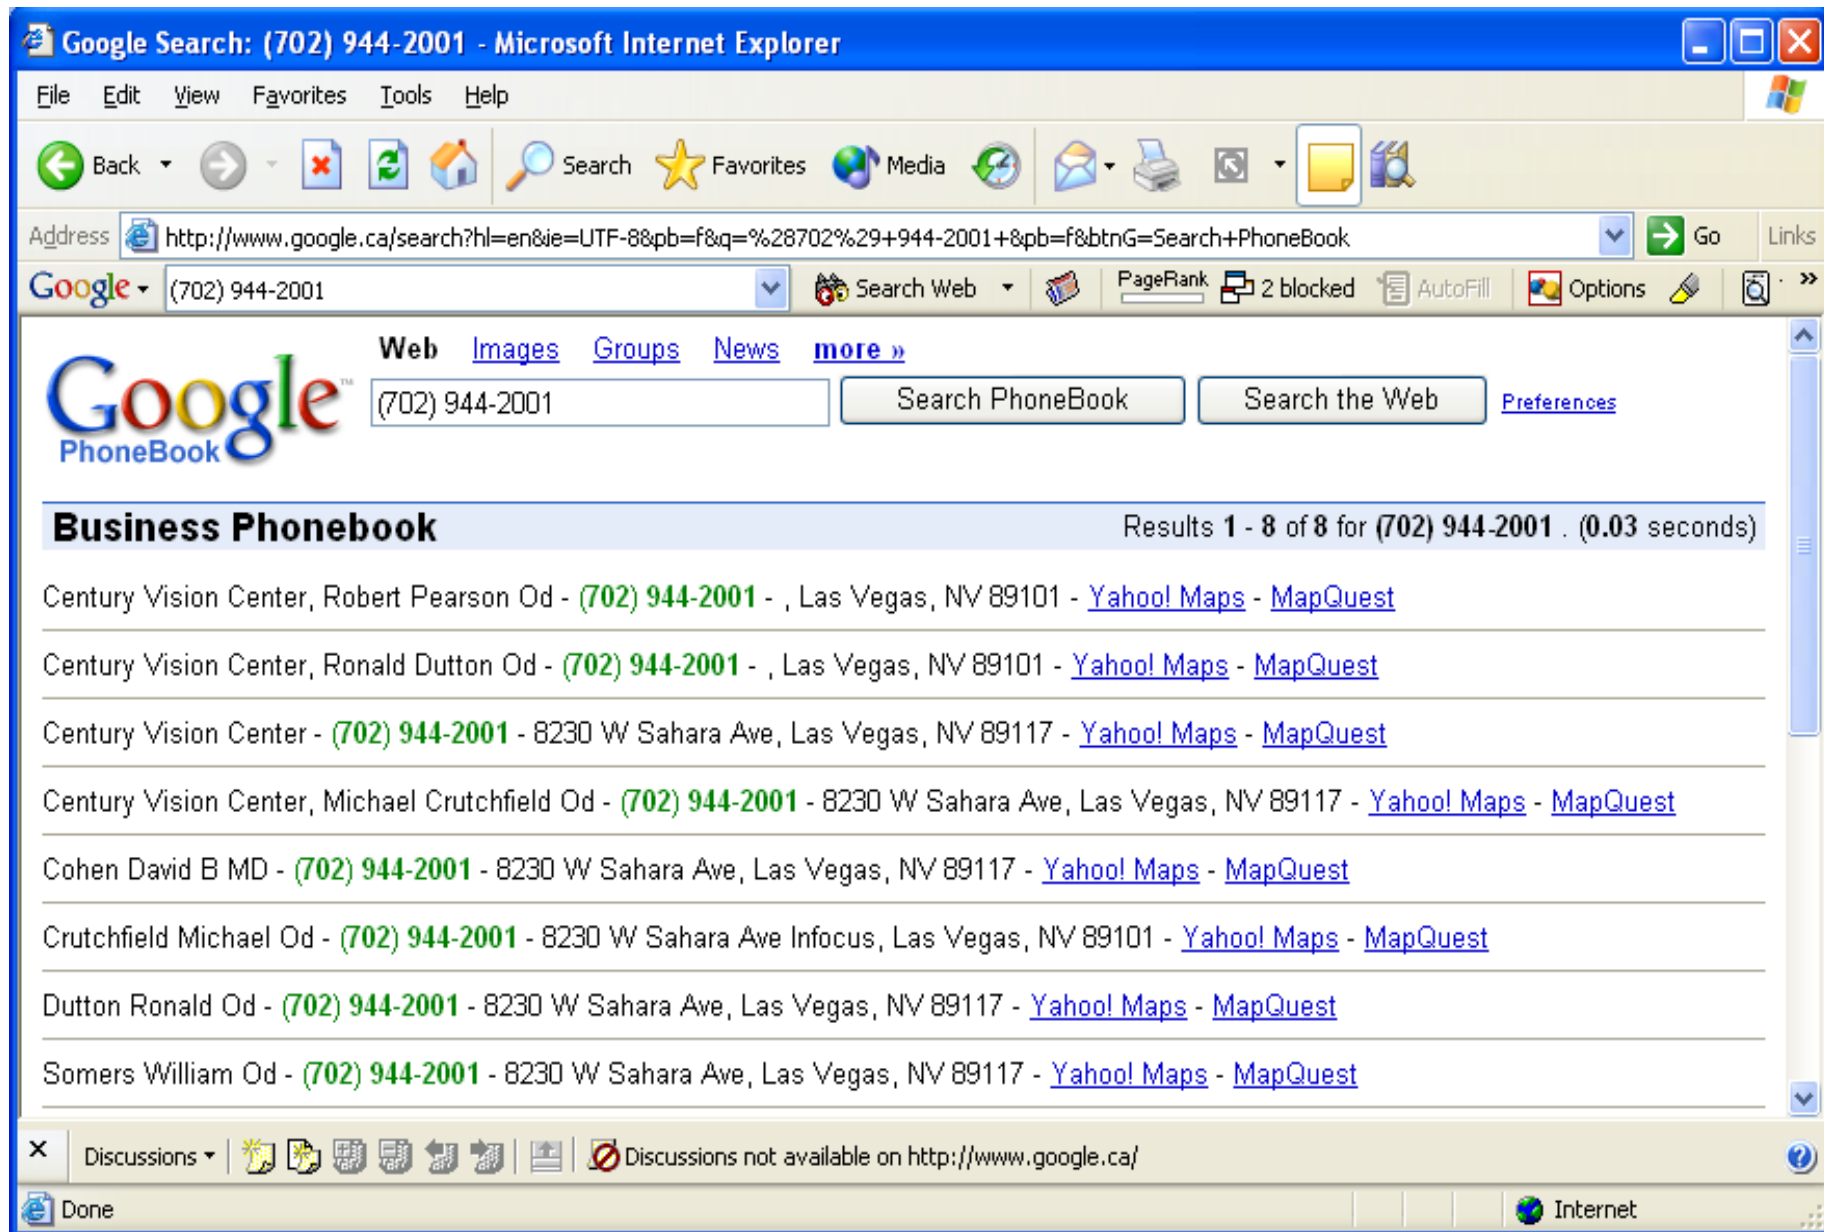 Google Search: (702) 944-2001 - Microsoft Internet Explorer
File Edit View Favorites Tools Help
Back Search Favorites Media
Address http://www.google.ca/search?hl=en&ie=UTF-8&pb=f&q=%28702%29+944-2001+&pb=f&btnG=Search+PhoneBook Go Links
Google (702) 944-2001 Search Web PageRank 2 blocked AutoFill Options »
Web Images Groups News more »
Google™ PhoneBook (702) 944-2001 Search PhoneBook Search the Web Preferences
Business Phonebook Results 1 - 8 of 8 for (702) 944-2001 . (0.03 seconds)
Century Vision Center, Robert Pearson Od - (702) 944-2001 - , Las Vegas, NV 89101 - Yahoo! Maps - MapQuest
Century Vision Center, Ronald Dutton Od - (702) 944-2001 - , Las Vegas, NV 89101 - Yahoo! Maps - MapQuest
Century Vision Center - (702) 944-2001 - 8230 W Sahara Ave, Las Vegas, NV 89117 - Yahoo! Maps - MapQuest
Century Vision Center, Michael Crutchfield Od - (702) 944-2001 - 8230 W Sahara Ave, Las Vegas, NV 89117 - Yahoo! Maps - MapQuest
Cohen David B MD - (702) 944-2001 - 8230 W Sahara Ave, Las Vegas, NV 89117 - Yahoo! Maps - MapQuest
Crutchfield Michael Od - (702) 944-2001 - 8230 W Sahara Ave Infocus, Las Vegas, NV 89101 - Yahoo! Maps - MapQuest
Dutton Ronald Od - (702) 944-2001 - 8230 W Sahara Ave, Las Vegas, NV 89117 - Yahoo! Maps - MapQuest
Somers William Od - (702) 944-2001 - 8230 W Sahara Ave, Las Vegas, NV 89117 - Yahoo! Maps - MapQuest
Discussions Discussions not available on http://www.google.ca/
Done Internet